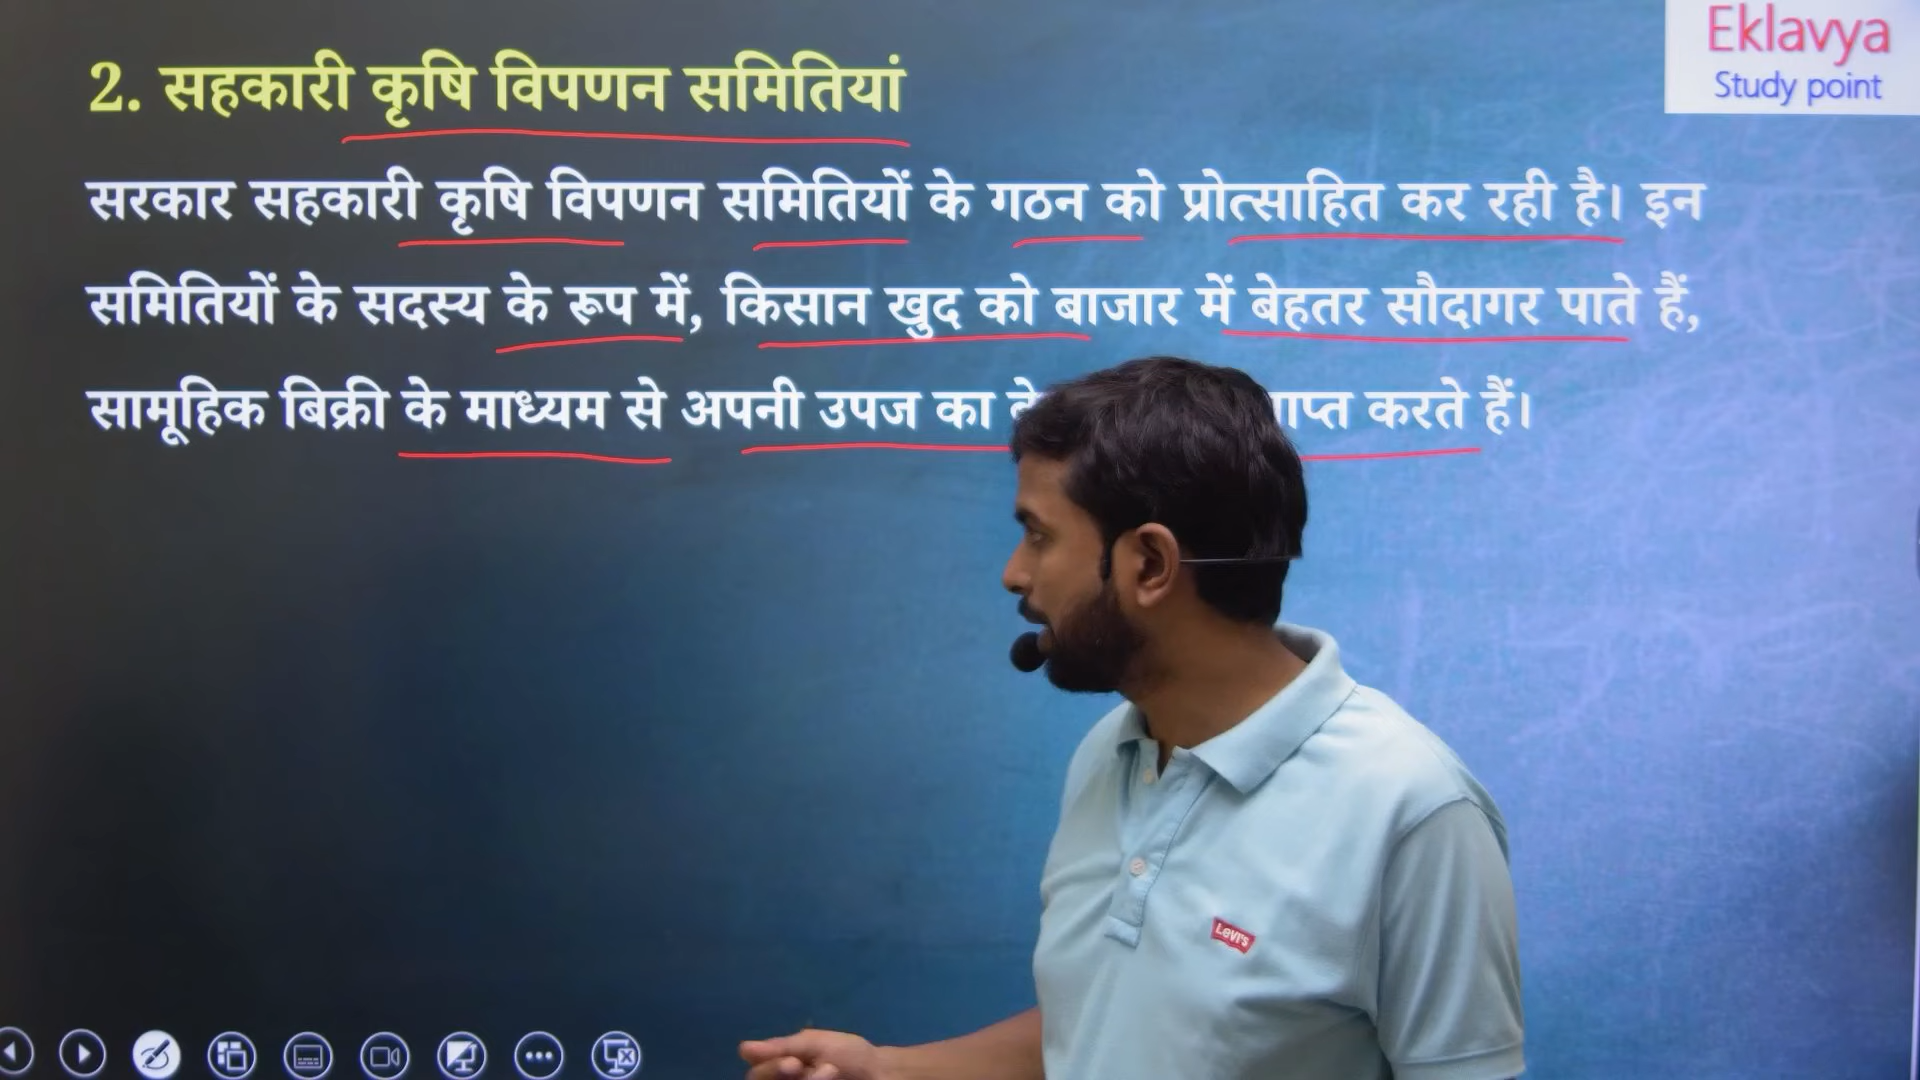 Eklavya
Study point
2. सहकारी कृषि विपणन समितियां
सरकार सहकारी कृषि विपणन समितियों के गठन को प्रोत्साहित कर रही है। इन
समितियों के सदस्य के रूप में, किसान खुद को बाजार में बेहतर सौदागर पाते हैं,
सामूहिक बिक्री के माध्यम से अपनी उपज का करते हैं।
Levi's